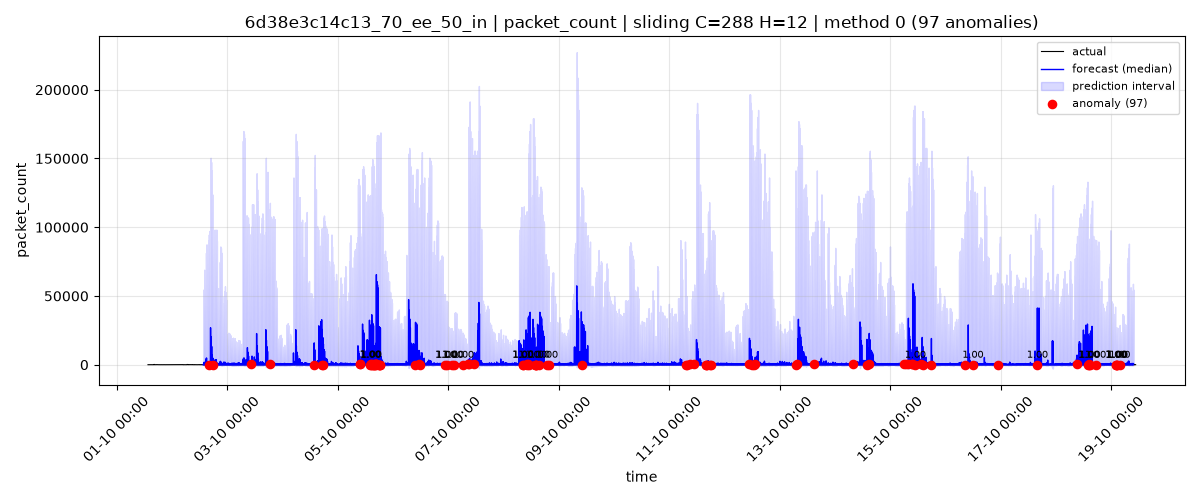 6d38e3c14c13_70_ee_50_in | packet_count | sliding C=288 H=12 | method 0 (97 anomalies)
actual
forecast (median)
prediction interval
anomaly (97)
packet_count
200000
150000
100000
50000
0
1.00
1.00
1.00
01-10 00:00
03-10 00:00
05-10 00:00
07-10 00:00
09-10 00:00
11-10 00:00
13-10 00:00
15-10 00:00
17-10 00:00
19-10 00:00
time